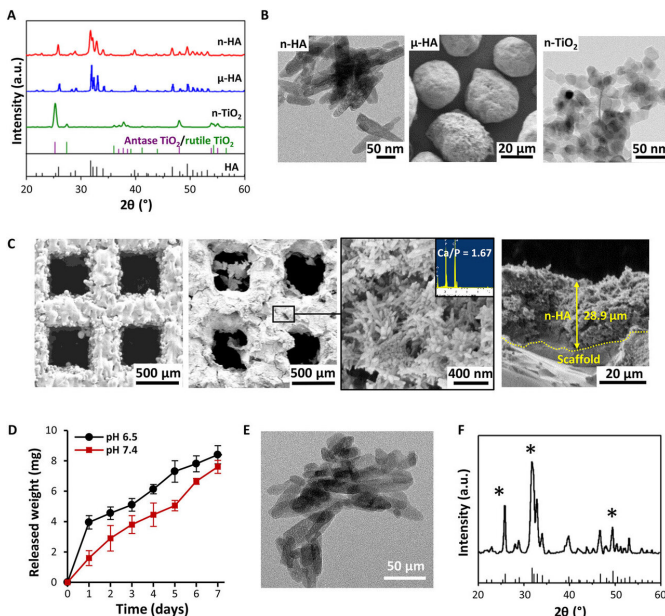 A
Intensity (a.u.)
n-HA
μ-HA
n-TiO2
Antase TiO2/rutile TiO2
HA
20 30 40 50 60
2θ (°)
B
n-HA
50 nm
μ-HA
20 μm
n-TiO2
50 nm
C
500 μm
500 μm
Ca/P = 1.67
400 nm
n-HA
28,9 μm
Scaffold
20 μm
D
Released weight (mg)
10
8
6
4
2
0
pH 6.5
pH 7.4
0 1 2 3 4 5 6 7
Time (days)
E
50 μm
F
Intensity (a.u.)
* * *
20 30 40 50 60
2θ (°)